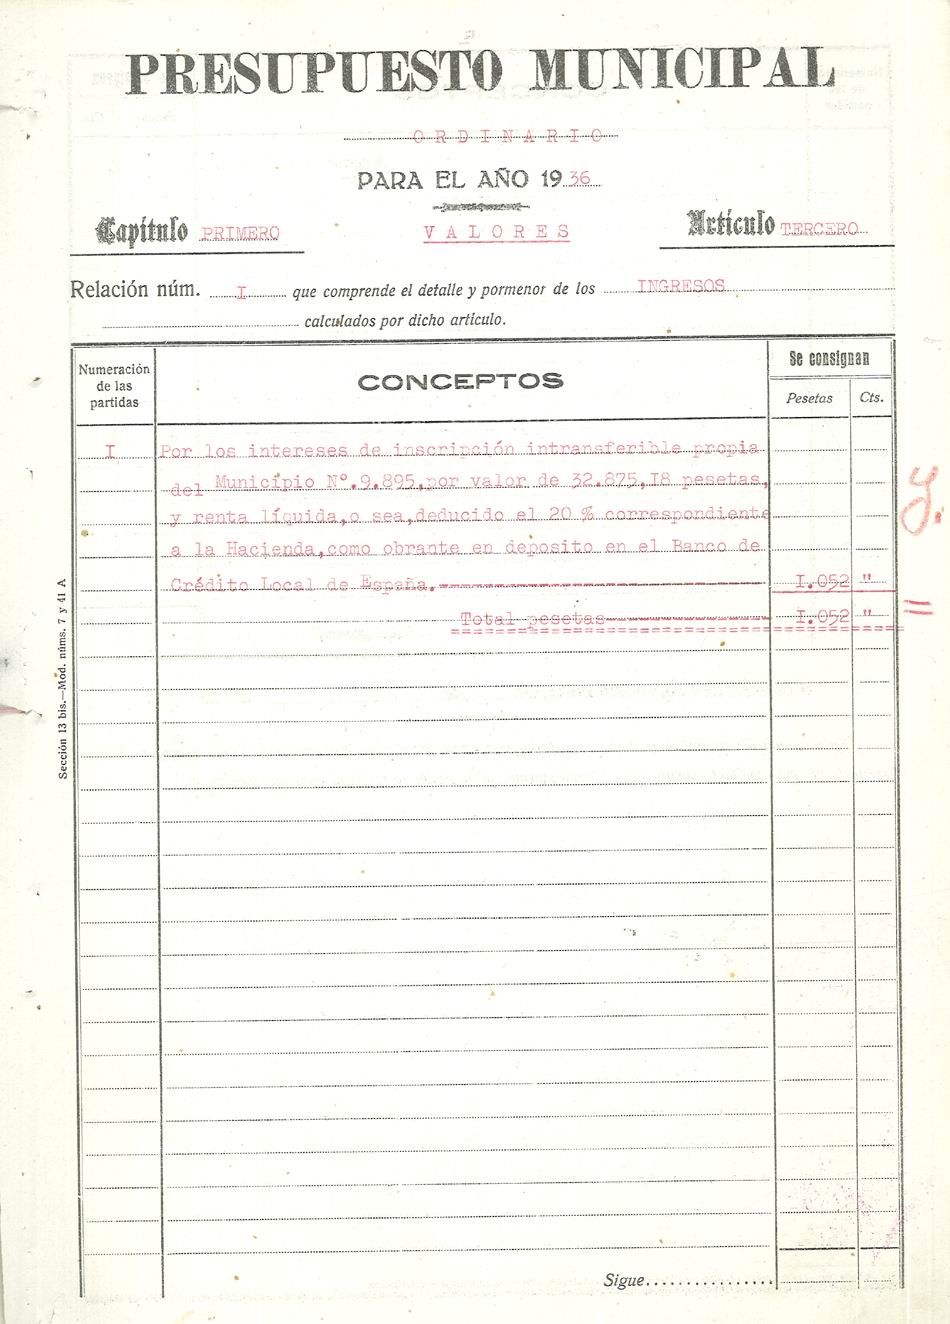 PRESUPUESTO MUNICIPAL
ORDINARIO
PARA EL AÑO 1936
Capítulo PRIMERO VALORES Artículo TERCERO
Relación núm. I que comprende el detalle y pormenor de los INGRESOS
calculados por dicho artículo.
Numeración de las partidas CONCEPTOS Se consignan
Pesetas Cts.
I Por los intereses de inscripción intransferible propia
del Municipio Nº.9.895,por valor de 32.875,I8 pesetas,
y renta líquida,o sea,deducido el 20 % correspondiente
a la Hacienda,como obrante en deposito en el Banco de
Crédito Local de España.---------------- I.052 "
Total pesetas---------------- I.052 "
Sigue................
Sección 13 bis.—Mod. núms. 7 y 41 A